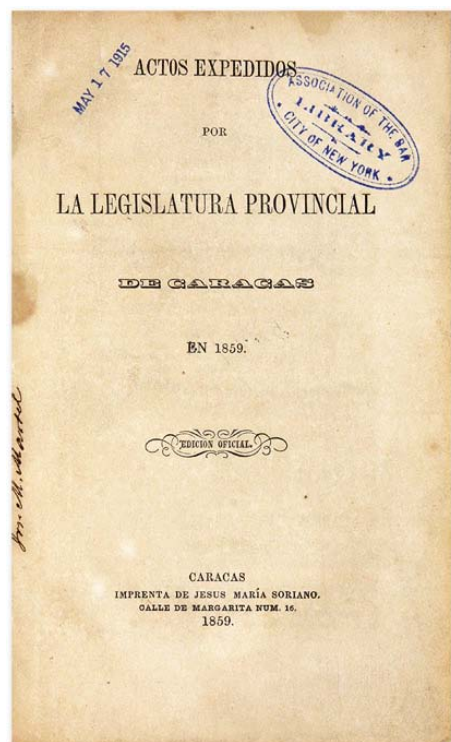 MAY 17 1915
ACTOS EXPEDIDOS
ASSOCIATION OF THE BAR
LIBRARY
CITY OF NEW YORK
POR
LA LEGISLATURA PROVINCIAL
DE CARACAS
EN 1859.
EDICION OFICIAL.
M. Martel
CARACAS
IMPRENTA DE JESUS MARÍA SORIANO.
CALLE DE MARGARITA NUM. 16.
1859.